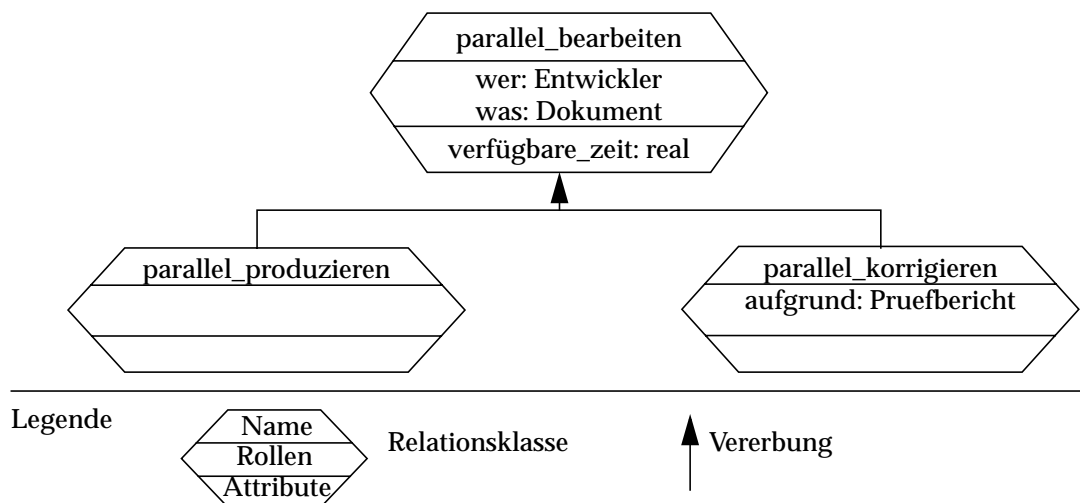 parallel_bearbeiten
wer: Entwickler
was: Dokument
verfügbare_zeit: real
parallel_produzieren
parallel_korrigieren
aufgrund: Pruefbericht
Legende
Name
Rollen
Attribute
Relationsklasse
Vererbung